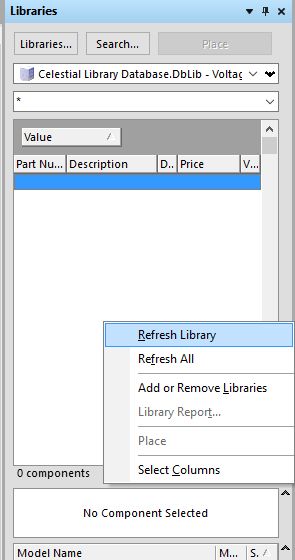 Libraries
Libraries... Search... Place
Celestial Library Database.DbLib - Voltag
*
Value
Part Nu... Description D.. Price V...
Refresh Library
Refresh All
Add or Remove Libraries
Library Report...
Place
Select Columns
0 components
No Component Selected
Model Name M... S.